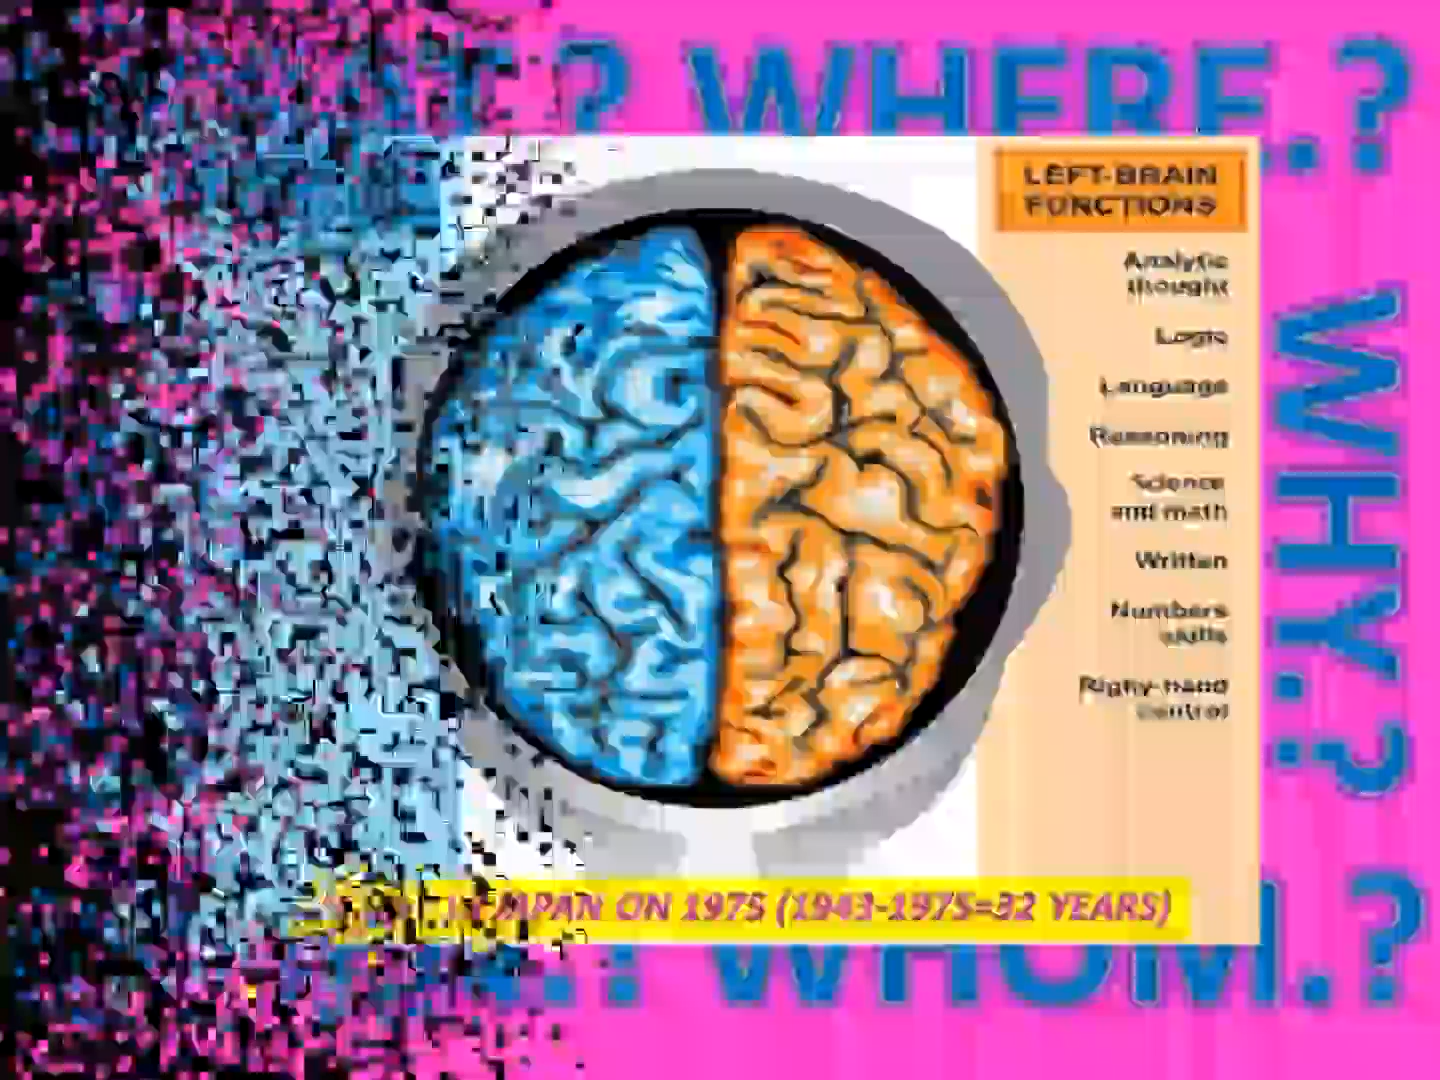 ? WHERE.?
LEFT-BRAIN
FUNCTIONS
Analytic
thought
Logic
Language
Reasoning
Science
and math
Written
Numbers
skills
Righy-hand
control
WHY.?
JAPAN ON 1975 (1943-1975=32 YEARS)
.? WHOM.?